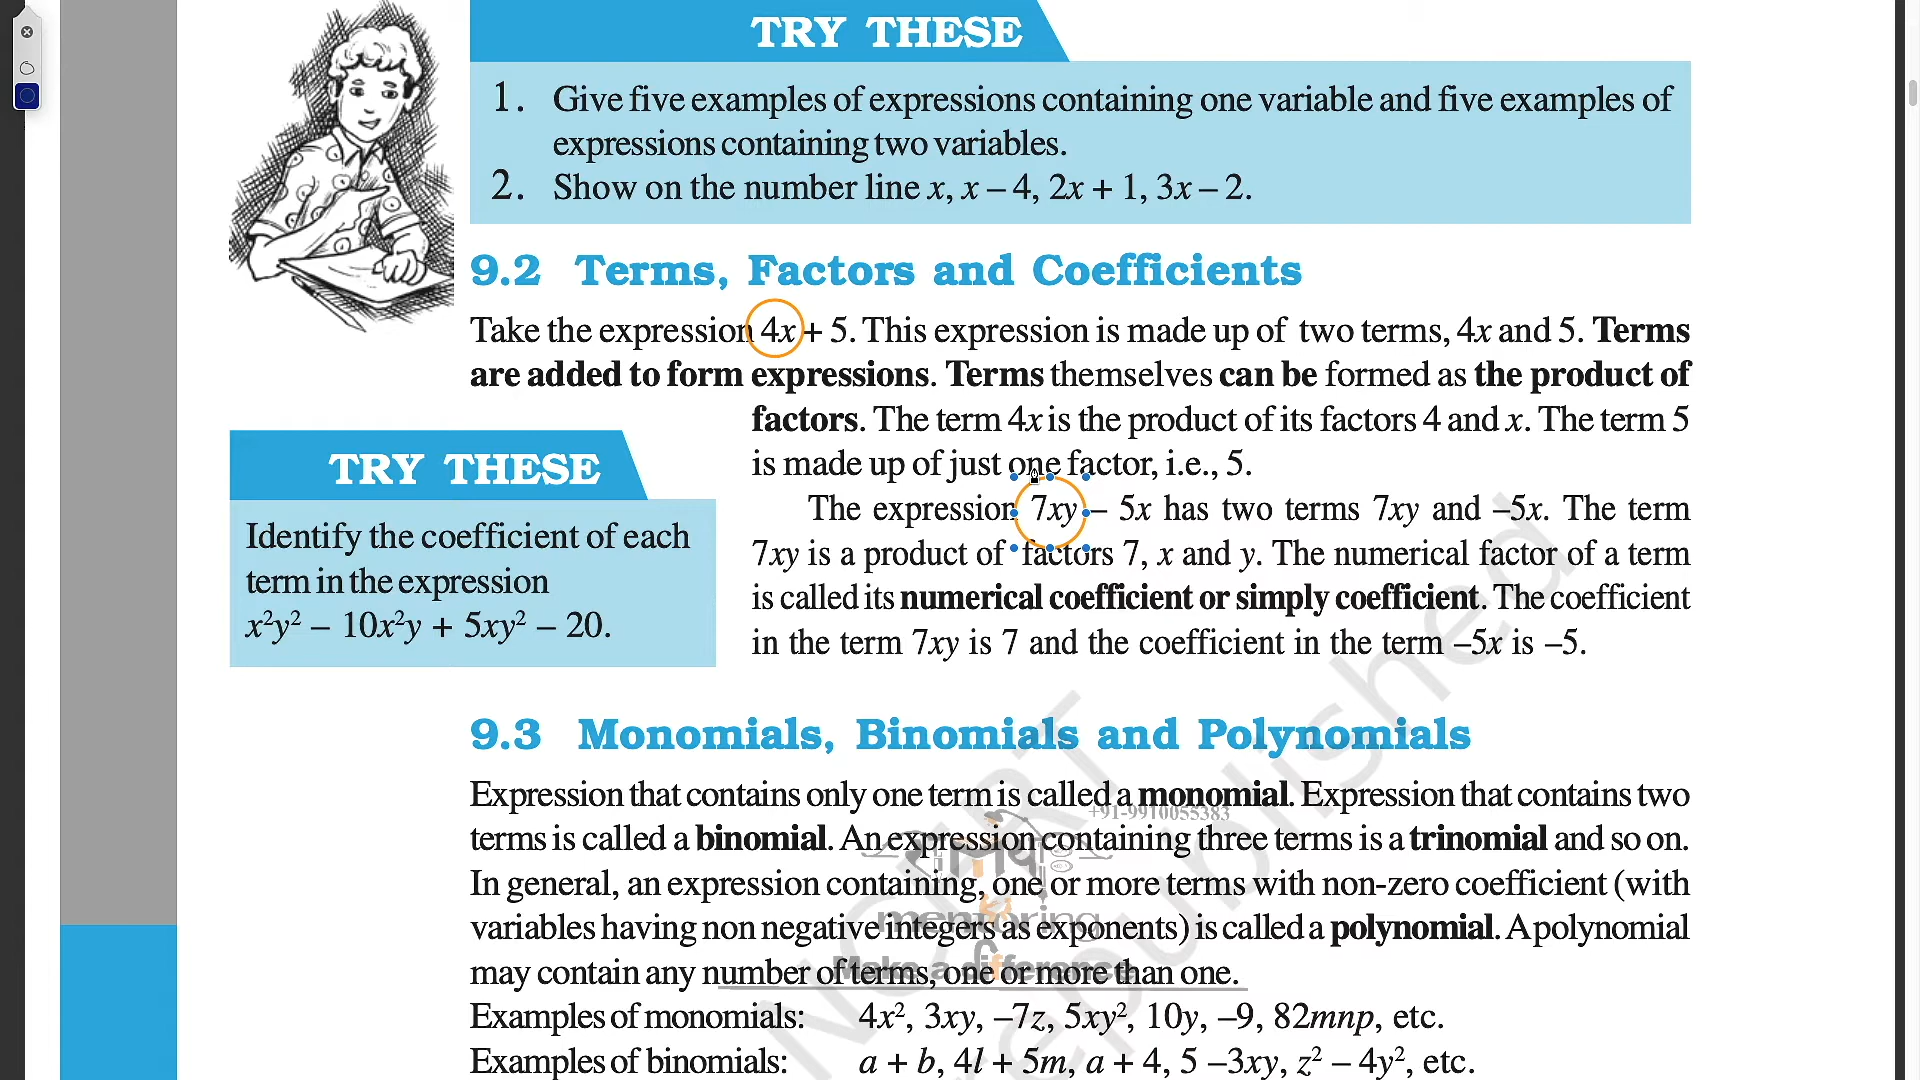 TRY THESE
1. Give five examples of expressions containing one variable and five examples of
expressions containing two variables.
2. Show on the number line x, x – 4, 2x + 1, 3x – 2.
9.2 Terms, Factors and Coefficients
Take the expression 4x + 5. This expression is made up of two terms, 4x and 5. Terms
are added to form expressions. Terms themselves can be formed as the product of
factors. The term 4x is the product of its factors 4 and x. The term 5
is made up of just one factor, i.e., 5.
The expression 7xy – 5x has two terms 7xy and –5x. The term
7xy is a product of factors 7, x and y. The numerical factor of a term
is called its numerical coefficient or simply coefficient. The coefficient
in the term 7xy is 7 and the coefficient in the term –5x is –5.
TRY THESE
Identify the coefficient of each
term in the expression
x²y² – 10x²y + 5xy² – 20.
9.3 Monomials, Binomials and Polynomials
Expression that contains only one term is called a monomial. Expression that contains two
terms is called a binomial. An expression containing three terms is a trinomial and so on.
In general, an expression containing, one or more terms with non-zero coefficient (with
variables having non negative integers as exponents) is called a polynomial. A polynomial
may contain any number of terms, one or more than one.
Examples of monomials: 4x², 3xy, –7z, 5xy², 10y, –9, 82mnp, etc.
Examples of binomials: a + b, 4l + 5m, a + 4, 5 –3xy, z² – 4y², etc.
+91-9910055383
mentoring
Make a difference
NCERT
republished